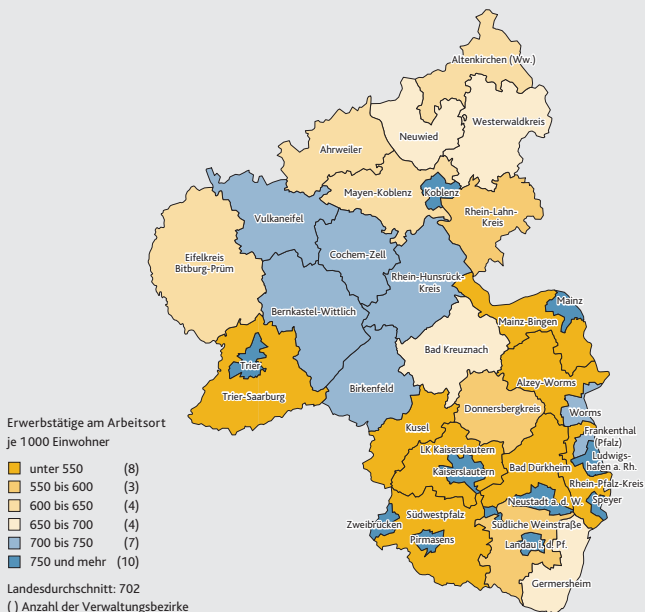 Altenkirchen (Ww.)
Westerwaldkreis
Neuwied
Ahrweiler
Mayen-Koblenz
Koblenz
Rhein-Lahn-
Kreis
Vulkaneifel
Cochem-Zell
Eifelkreis
Bitburg-Prüm
Rhein-Hunsrück-
Kreis
Mainz
Bernkastel-Wittlich
Mainz-Bingen
Bad Kreuznach
Trier
Alzey-Worms
Birkenfeld
Trier-Saarburg
Donnersbergkreis
Worms
Kusel
Frankenthal
(Pfalz)
LK Kaiserslautern
Ludwigs-
hafen a. Rh.
Kaiserslautern
Bad Dürkheim
Rhein-Pfalz-Kreis
Neustadt a. d. W.
Speyer
Südwestpfalz
Zweibrücken
Südliche Weinstraße
Pirmasens
Landau i. d. Pf.
Germersheim
Erwerbstätige am Arbeitsort
je 1000 Einwohner
unter 550 (8)
550 bis 600 (3)
600 bis 650 (4)
650 bis 700 (4)
700 bis 750 (7)
750 und mehr (10)
Landesdurchschnitt: 702
( ) Anzahl der Verwaltungsbezirke